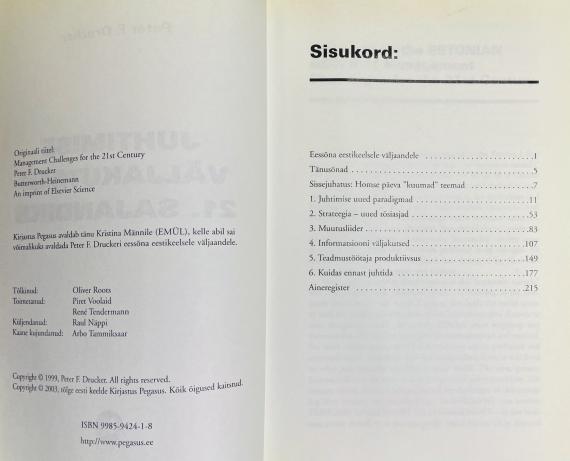 Originaali tiitel:
Management Challenges for the 21st Century
Peter F. Drucker
Butterworth-Heinemann
An imprint of Elsevier Science
Kirjastus Pegasus avaldab tänu Kristina Männile (EMÜL), kelle abil sai
võimalikuks avaldada Peter F. Druckeri eessõna eestikeelsele väljaandele.
Tõlkinud: Oliver Roots
Toimetanud: Piret Voolaid
René Tendermann
Küljendanud: Raul Näppi
Kaane kujundanud: Arbo Tammiksaar
Copyright © 1999, Peter F. Drucker. All rights reserved.
Copyright © 2003, tõlge eesti keelde Kirjastus Pegasus. Kõik õigused kaitstud.
ISBN 9985-9424-1-8
http://www.pegasus.ee
Sisukord:
Eessõna eestikeelsele väljaandele .......................1
Tänusõnad .......................5
Sissejuhatus: Homse päeva "kuumad" teemad .......................7
1. Juhtimise uued paradigmad .......................11
2. Strateegia – uued tõsiasjad .......................53
3. Muutusliider .......................83
4. Informatsiooni väljakutsed .......................107
5. Teadmustöötaja produktiivsus .......................149
6. Kuidas ennast juhtida .......................177
Aineregister .......................215